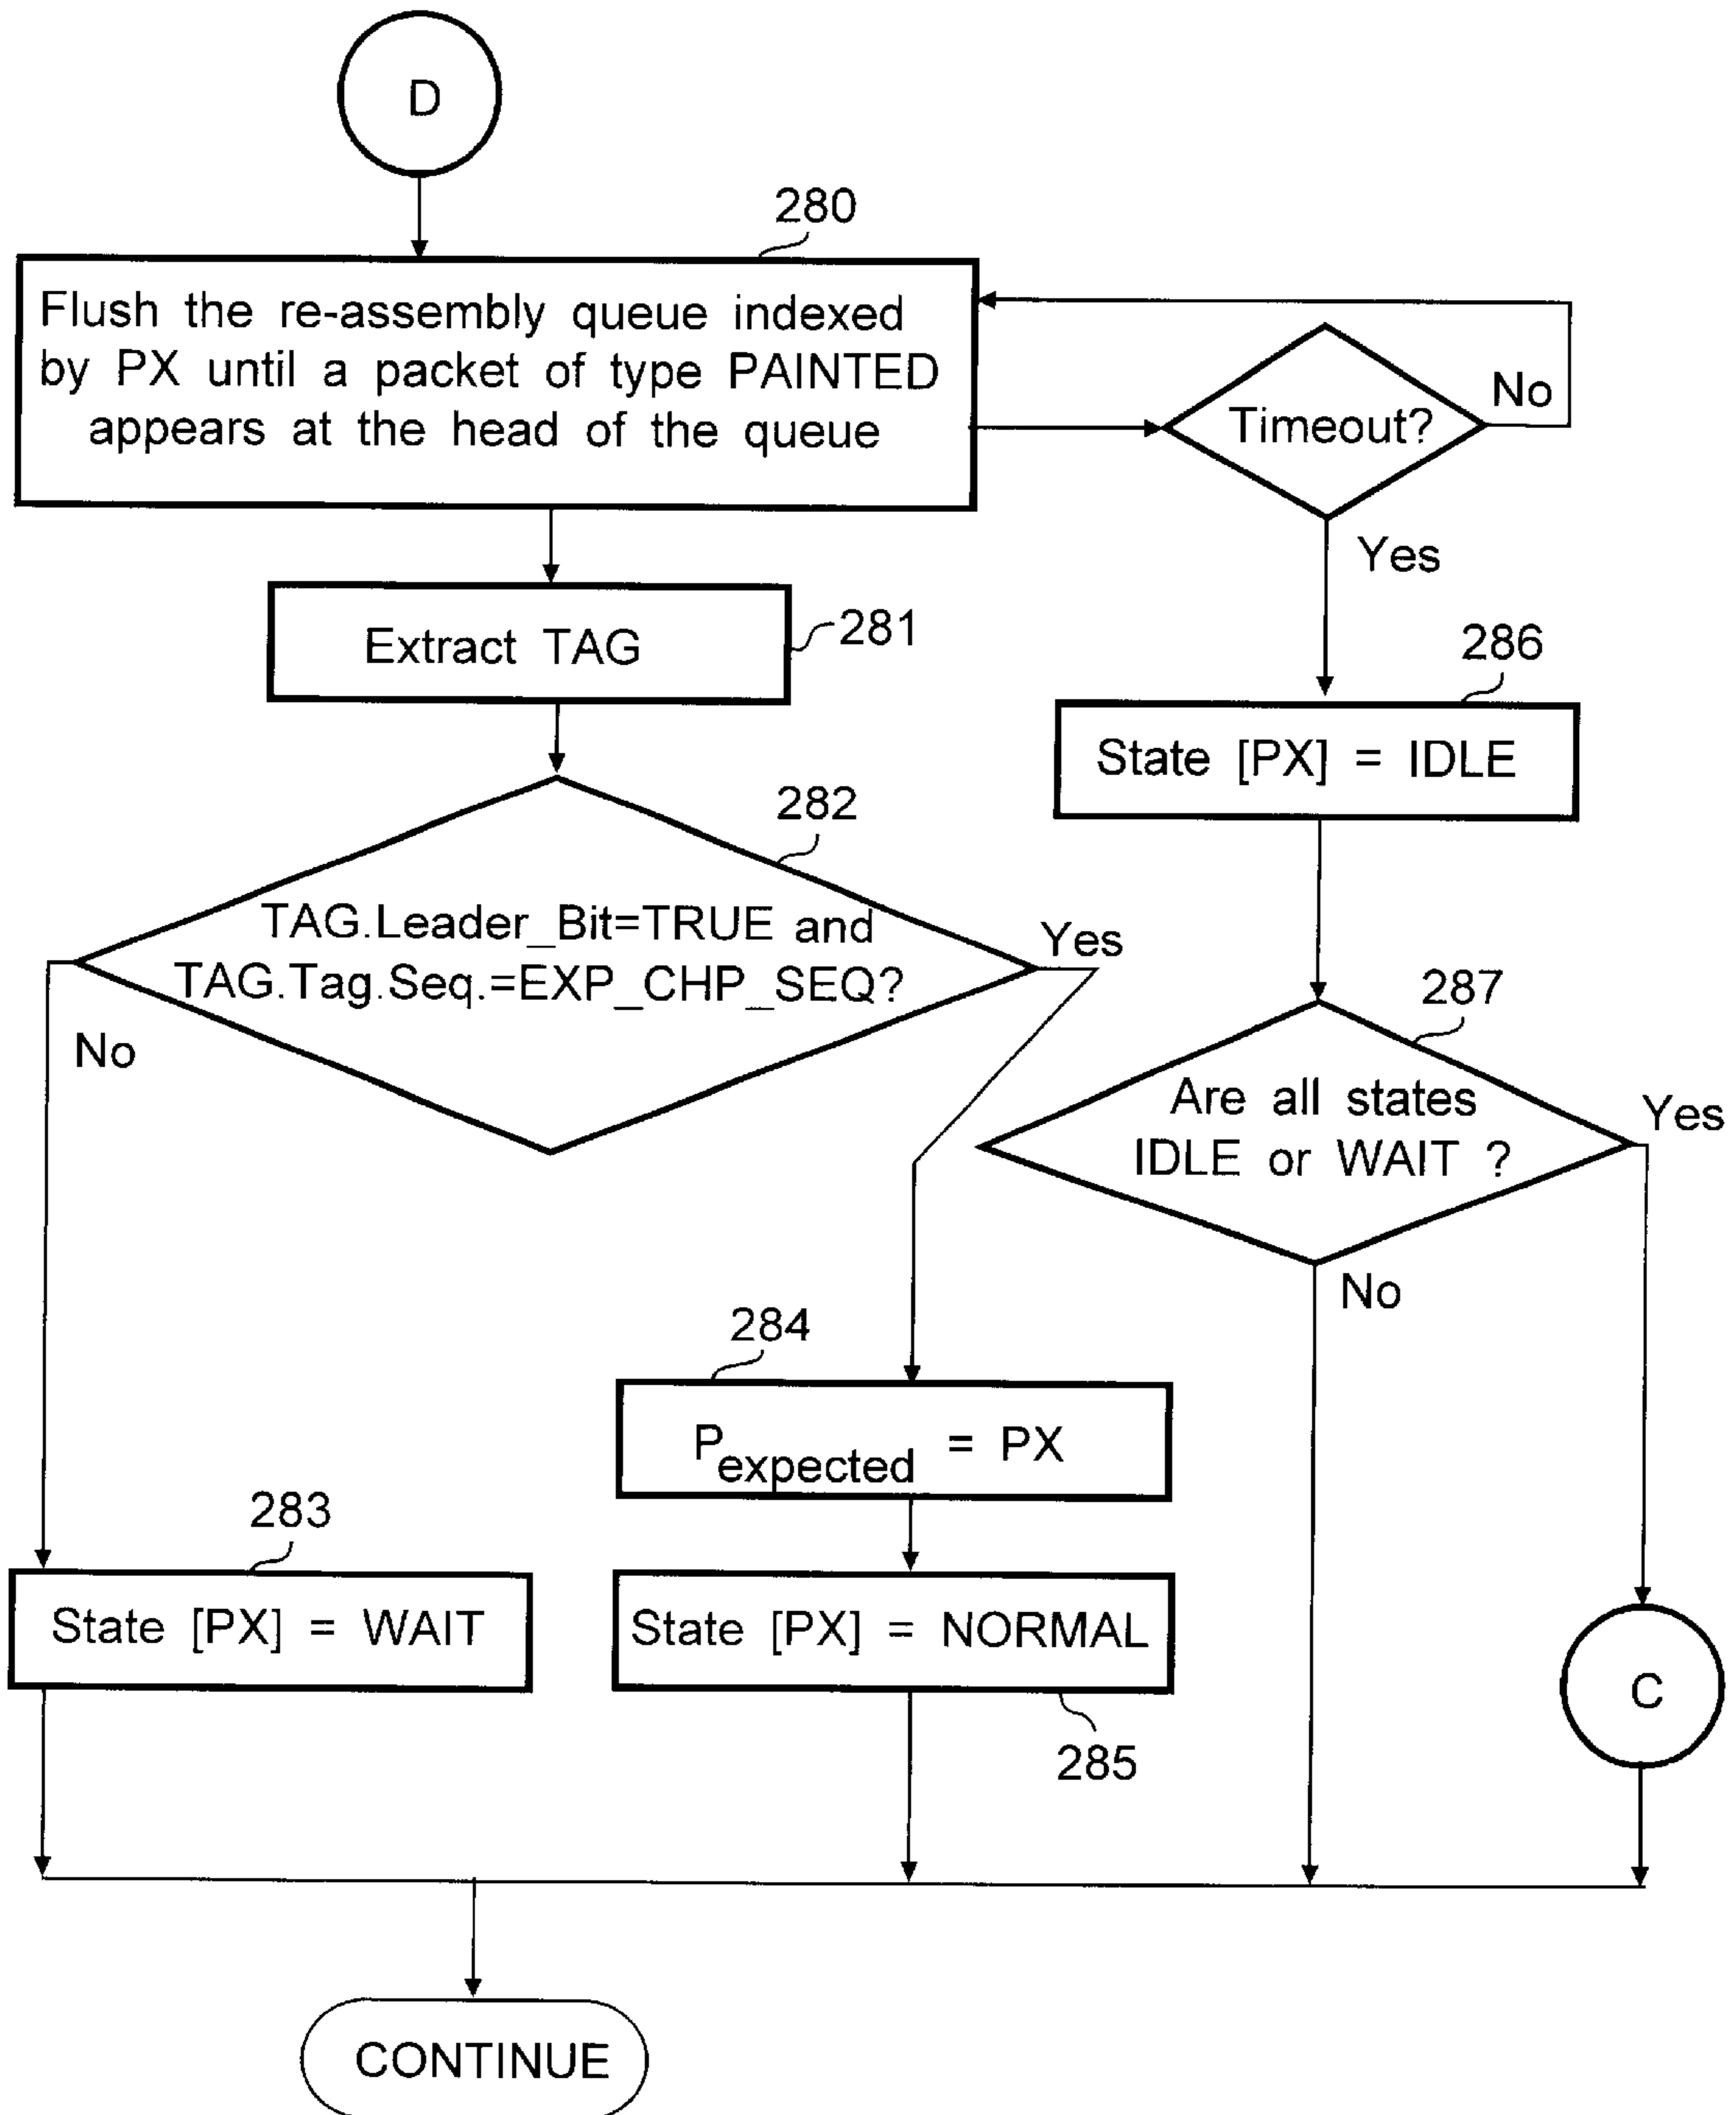 D
280
Flush the re-assembly queue indexed
by PX until a packet of type PAINTED
appears at the head of the queue
Timeout?
No
Yes
Extract TAG
281
286
State [PX] = IDLE
282
TAG.Leader_Bit=TRUE and
TAG.Tag.Seq.=EXP_CHP_SEQ?
Yes
No
287
Are all states
IDLE or WAIT ?
Yes
No
284
P expected = PX
283
State [PX] = WAIT
State [PX] = NORMAL
285
C
CONTINUE